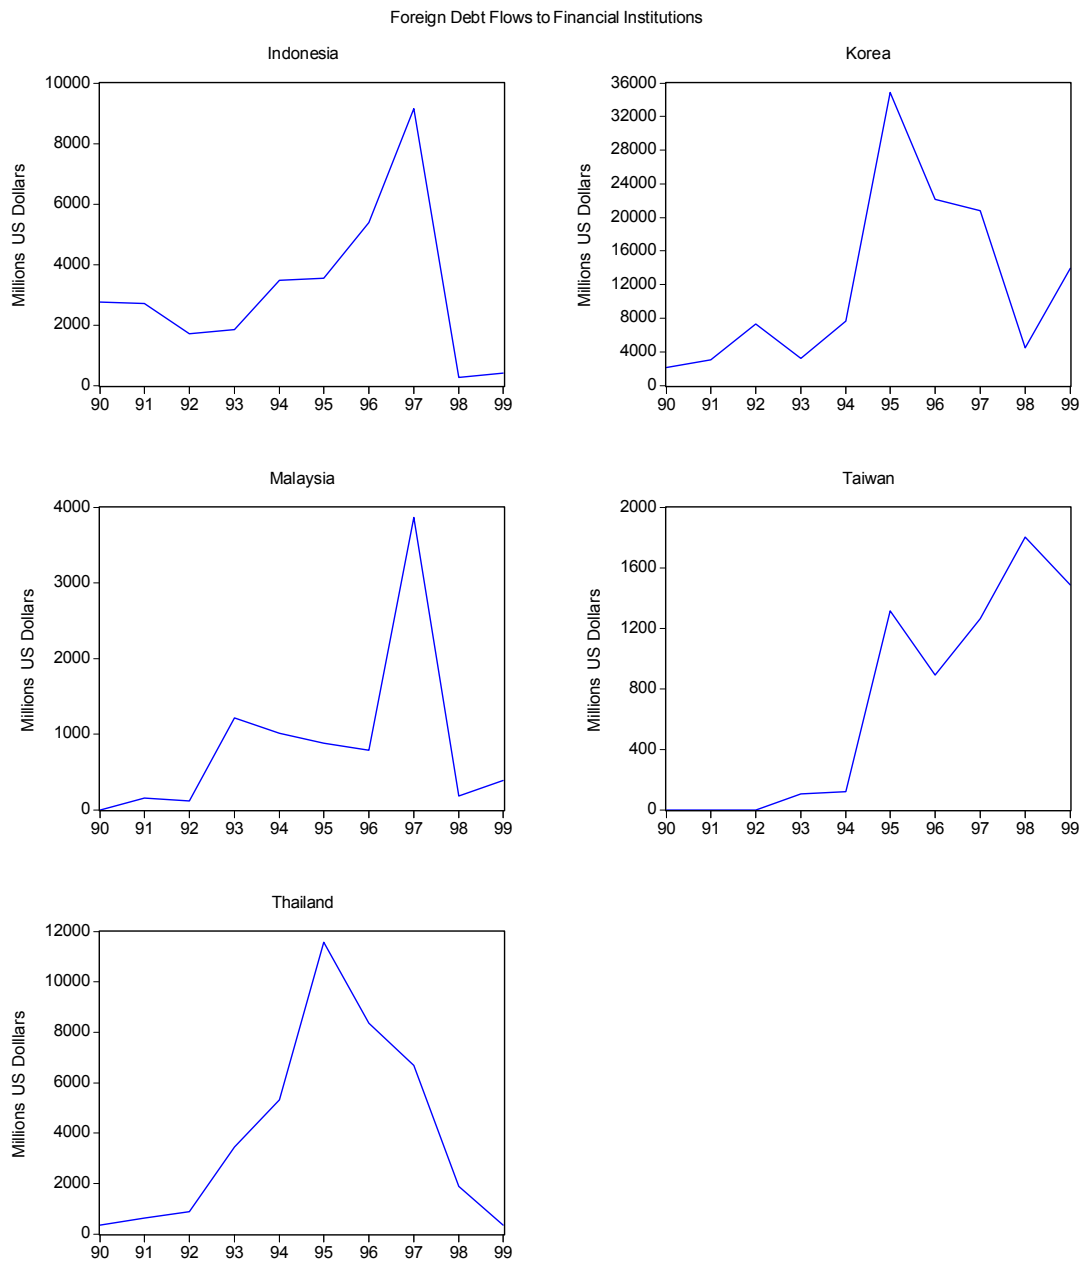 Foreign Debt Flows to Financial Institutions
Indonesia
Millions US Dollars
10000
8000
6000
4000
2000
0
90 91 92 93 94 95 96 97 98 99
Korea
Millions US Dollars
36000
32000
28000
24000
20000
16000
12000
8000
4000
0
90 91 92 93 94 95 96 97 98 99
Malaysia
Millions US Dollars
4000
3000
2000
1000
0
90 91 92 93 94 95 96 97 98 99
Taiwan
Millions US Dollars
2000
1600
1200
800
400
0
90 91 92 93 94 95 96 97 98 99
Thailand
Millions US Dolllars
12000
10000
8000
6000
4000
2000
0
90 91 92 93 94 95 96 97 98 99